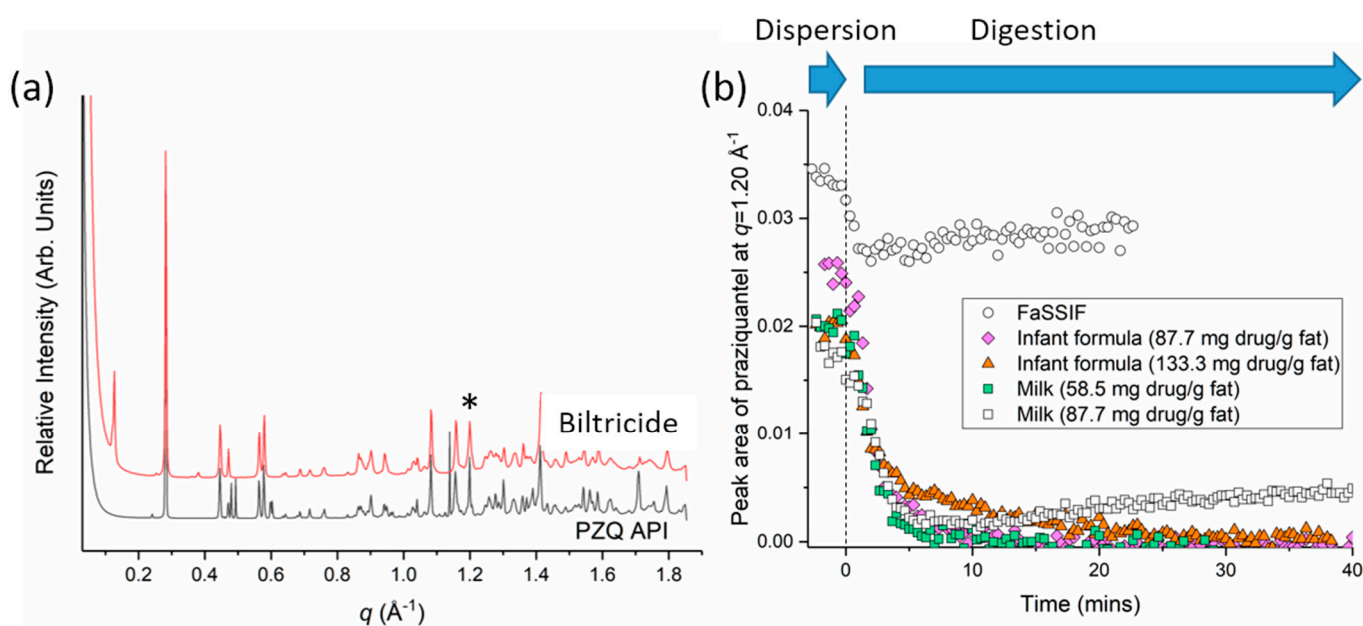 (a)
Relative Intensity (Arb. Units)
*
Biltricide
PZQ API
0.2 0.4 0.6 0.8 1.0 1.2 1.4 1.6 1.8
q (Å⁻¹)
Dispersion
Digestion
(b)
Peak area of praziquantel at q=1.20 Å⁻¹
0.04
0.03
0.02
0.01
0.00
FaSSIF
Infant formula (87.7 mg drug/g fat)
Infant formula (133.3 mg drug/g fat)
Milk (58.5 mg drug/g fat)
Milk (87.7 mg drug/g fat)
0 10 20 30 40
Time (mins)